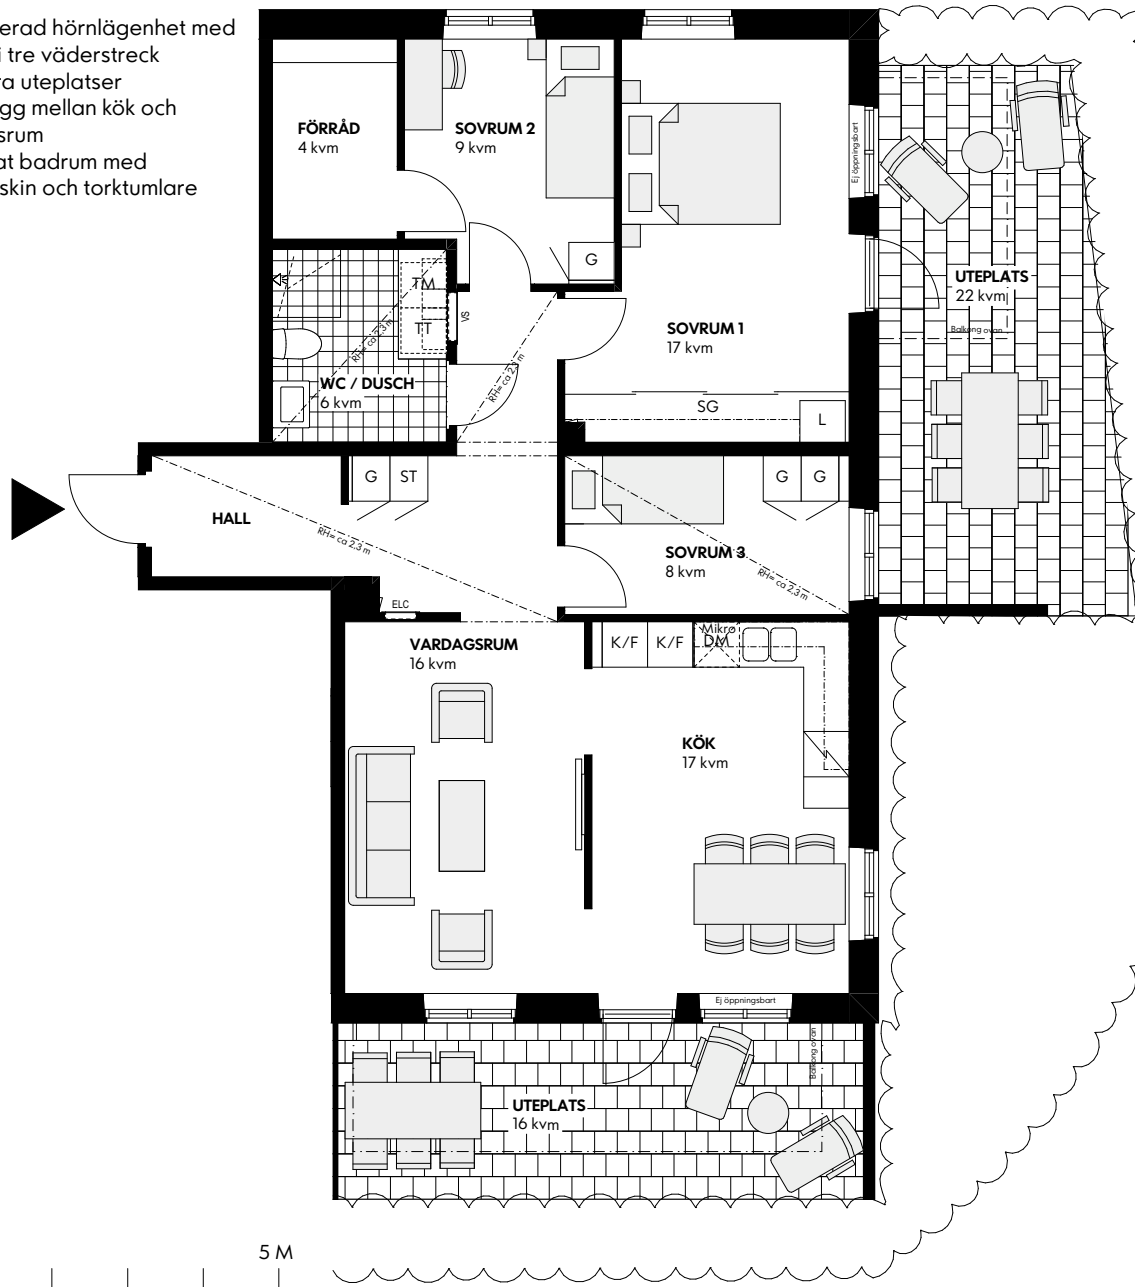 erad hörnlägenhet med
i tre väderstreck
ra uteplatser
gg mellan kök och
srum
at badrum med
skin och torktumlare
FÖRRÅD
4 kvm
SOVRUM 2
9 kvm
G
Ej öppningsbart
UTEPLATS
22 kvm
Balkong ovan
TM
TT
VS
RH= ca 2,3 m
WC / DUSCH
6 kvm
RH= ca 2,3 m
SOVRUM 1
17 kvm
SG
L
G
ST
HALL
RH= ca 2,3 m
G
G
SOVRUM 3
8 kvm
RH= ca 2,3 m
ELC
VARDAGSRUM
16 kvm
K/F
K/F
Mikro
DM
KÖK
17 kvm
Ej öppningsbart
Balkong ovan
UTEPLATS
16 kvm
5 M